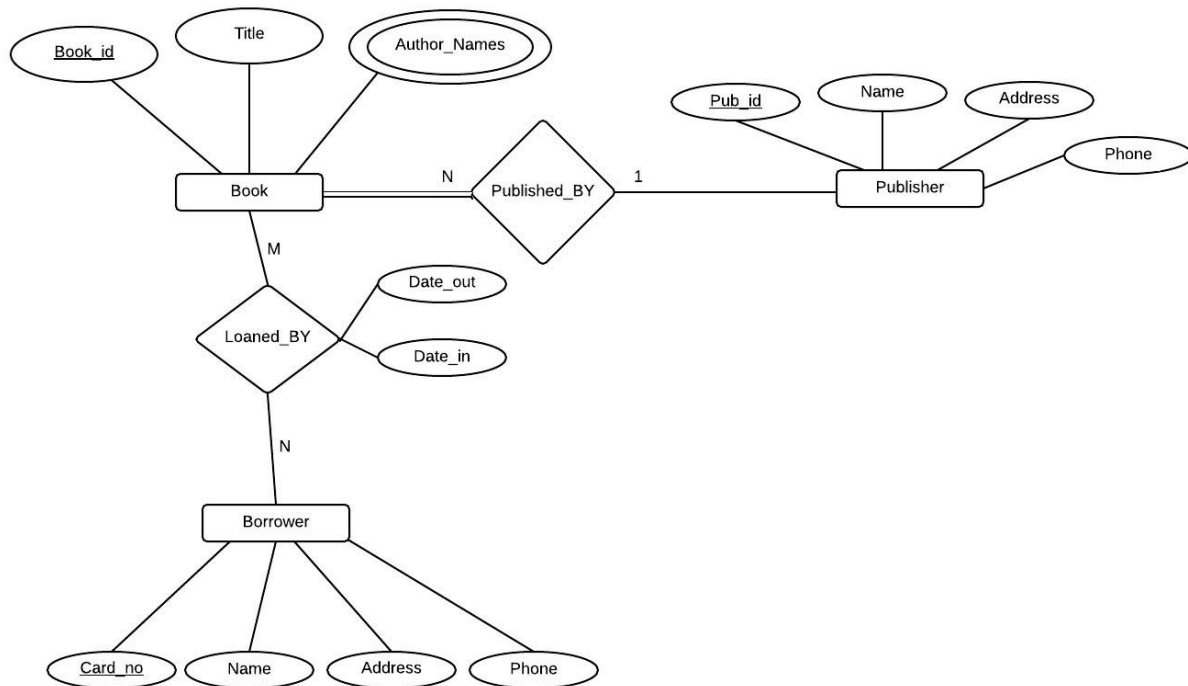 Book_id
Title
Author_Names
Pub_id
Name
Address
Phone
Book
N
Published_BY
1
Publisher
M
Date_out
Loaned_BY
Date_in
N
Borrower
Card_no
Name
Address
Phone